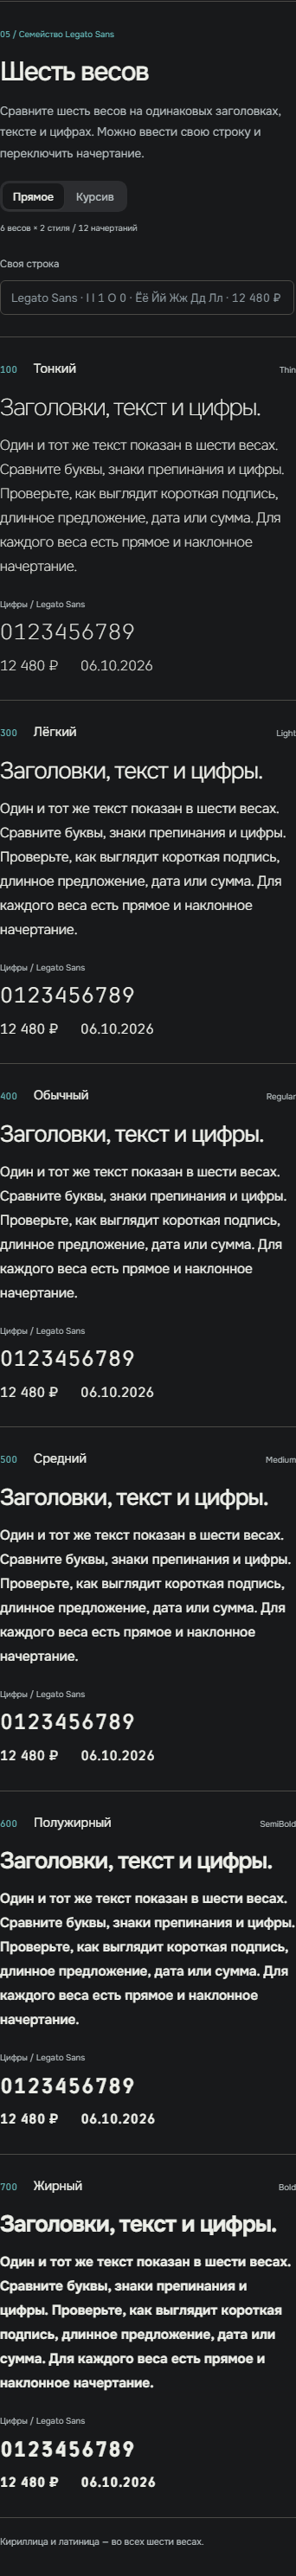 05 / Семейство Legato Sans
Шесть весов
Сравните шесть весов на одинаковых заголовках,
тексте и цифрах. Можно ввести свою строку и
переключить начертание.
Прямое Курсив
6 весов × 2 стиля / 12 начертаний
Своя строка
Legato Sans · I l 1 O 0 · Ёё Йй Жж Дд Лл · 12 480 ₽
100 Тонкий Thin
Заголовки, текст и цифры.
Один и тот же текст показан в шести весах.
Сравните буквы, знаки препинания и цифры.
Проверьте, как выглядит короткая подпись,
длинное предложение, дата или сумма. Для
каждого веса есть прямое и наклонное
начертание.
Цифры / Legato Sans
0123456789
12 480 ₽ 06.10.2026
300 Лёгкий Light
Заголовки, текст и цифры.
Один и тот же текст показан в шести весах.
Сравните буквы, знаки препинания и цифры.
Проверьте, как выглядит короткая подпись,
длинное предложение, дата или сумма. Для
каждого веса есть прямое и наклонное
начертание.
Цифры / Legato Sans
0123456789
12 480 ₽ 06.10.2026
400 Обычный Regular
Заголовки, текст и цифры.
Один и тот же текст показан в шести весах.
Сравните буквы, знаки препинания и цифры.
Проверьте, как выглядит короткая подпись,
длинное предложение, дата или сумма. Для
каждого веса есть прямое и наклонное
начертание.
Цифры / Legato Sans
0123456789
12 480 ₽ 06.10.2026
500 Средний Medium
Заголовки, текст и цифры.
Один и тот же текст показан в шести весах.
Сравните буквы, знаки препинания и цифры.
Проверьте, как выглядит короткая подпись,
длинное предложение, дата или сумма. Для
каждого веса есть прямое и наклонное
начертание.
Цифры / Legato Sans
0123456789
12 480 ₽ 06.10.2026
600 Полужирный SemiBold
Заголовки, текст и цифры.
Один и тот же текст показан в шести весах.
Сравните буквы, знаки препинания и цифры.
Проверьте, как выглядит короткая подпись,
длинное предложение, дата или сумма. Для
каждого веса есть прямое и наклонное
начертание.
Цифры / Legato Sans
0123456789
12 480 ₽ 06.10.2026
700 Жирный Bold
Заголовки, текст и цифры.
Один и тот же текст показан в шести весах.
Сравните буквы, знаки препинания и
цифры. Проверьте, как выглядит короткая
подпись, длинное предложение, дата или
сумма. Для каждого веса есть прямое и
наклонное начертание.
Цифры / Legato Sans
0123456789
12 480 ₽ 06.10.2026
Кириллица и латиница — во всех шести весах.